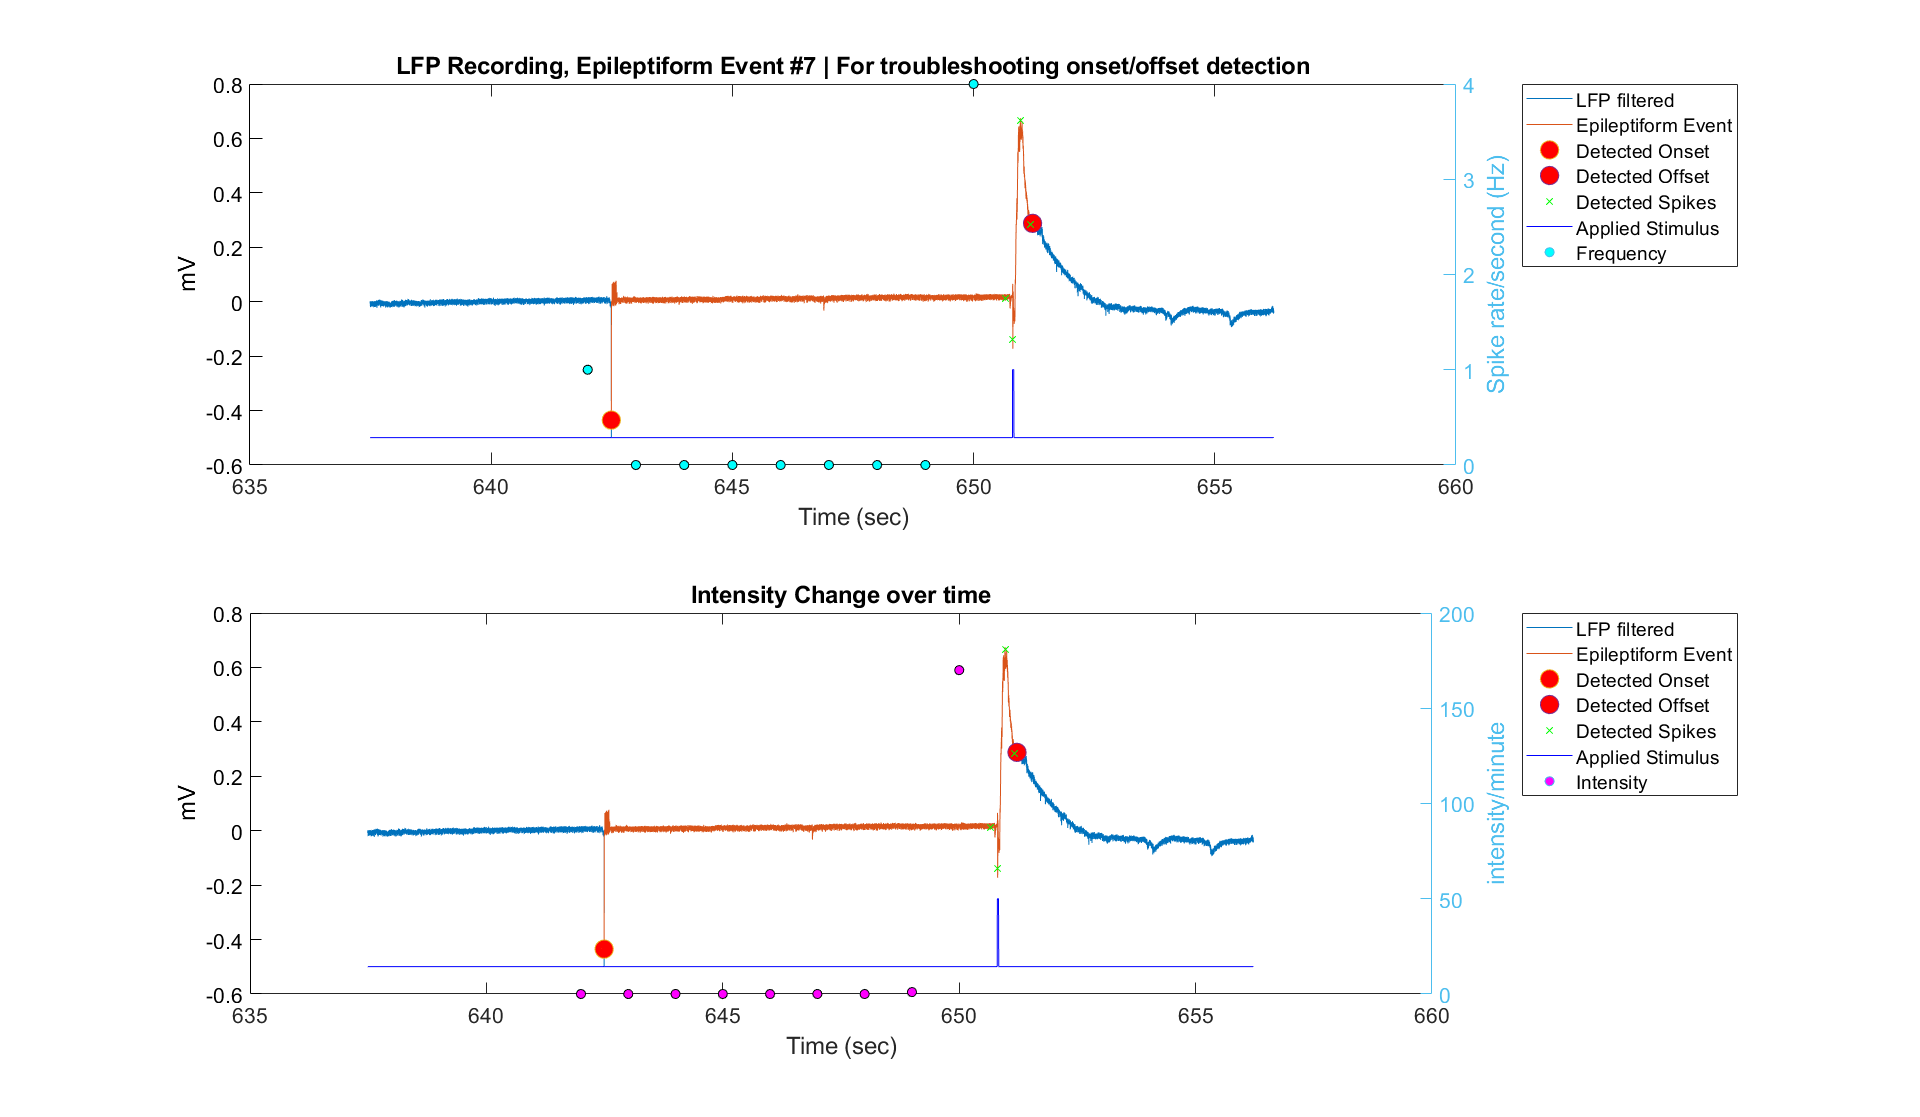 LFP Recording, Epileptiform Event #7 | For troubleshooting onset/offset detection
0.8
0.6
0.4
0.2
0
-0.2
-0.4
-0.6
mV
635
640
645
650
655
660
Time (sec)
4
3
2
1
0
Spike rate/second (Hz)
LFP filtered
Epileptiform Event
Detected Onset
Detected Offset
Detected Spikes
Applied Stimulus
Frequency
Intensity Change over time
0.8
0.6
0.4
0.2
0
-0.2
-0.4
-0.6
mV
635
640
645
650
655
660
Time (sec)
200
150
100
50
0
intensity/minute
LFP filtered
Epileptiform Event
Detected Onset
Detected Offset
Detected Spikes
Applied Stimulus
Intensity